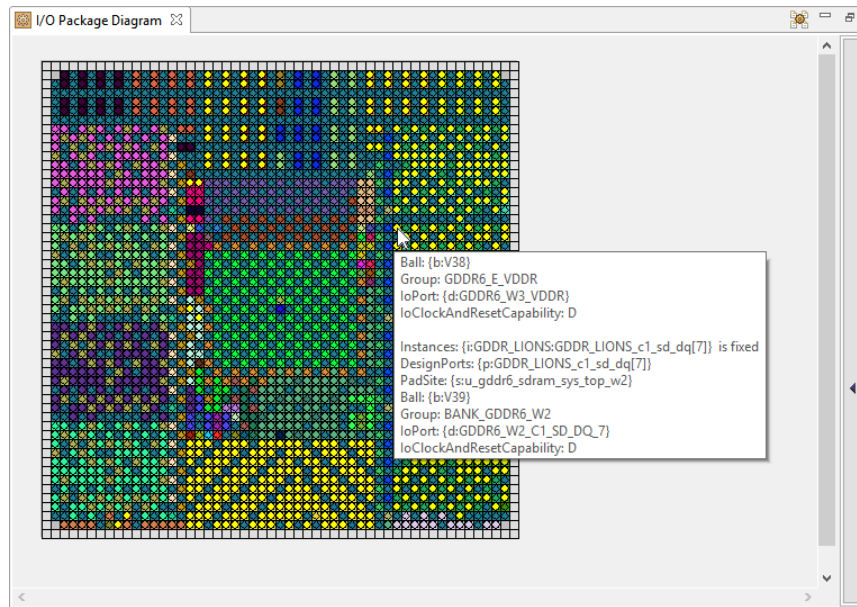 I/O Package Diagram
Ball: {b:V38}
Group: GDDR6_E_VDDR
IoPort: {d:GDDR6_W3_VDDR}
IoClockAndResetCapability: D
Instances: {i:GDDR_LIONS:GDDR_LIONS_c1_sd_dq[7]} is fixed
DesignPorts: {p:GDDR_LIONS_c1_sd_dq[7]}
PadSite: {s:u_gddr6_sdram_sys_top_w2}
Ball: {b:V39}
Group: BANK_GDDR6_W2
IoPort: {d:GDDR6_W2_C1_SD_DQ_7}
IoClockAndResetCapability: D